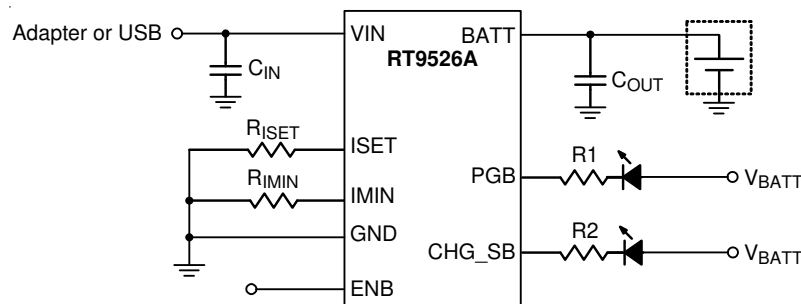 Adapter or USB
VIN
BATT
RT9526A
CIN
COUT
RISET
ISET
PGB
R1
VBATT
RIMIN
IMIN
GND
CHG_SB
R2
VBATT
ENB